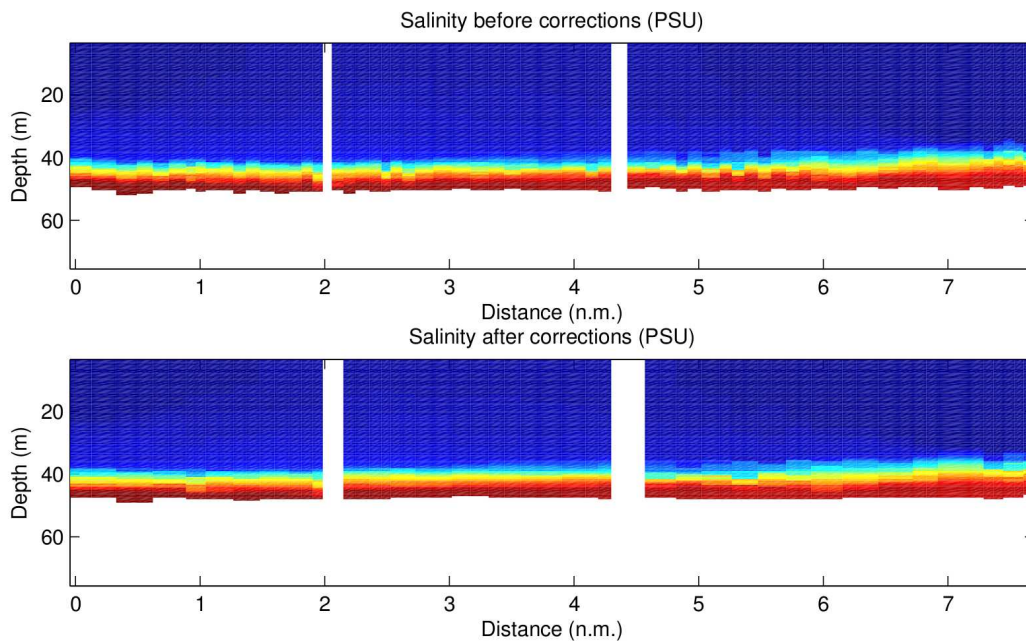 Salinity before corrections (PSU)
20
40
60
Depth (m)
0 1 2 3 4 5 6 7
Distance (n.m.)
Salinity after corrections (PSU)
20
40
60
Depth (m)
0 1 2 3 4 5 6 7
Distance (n.m.)